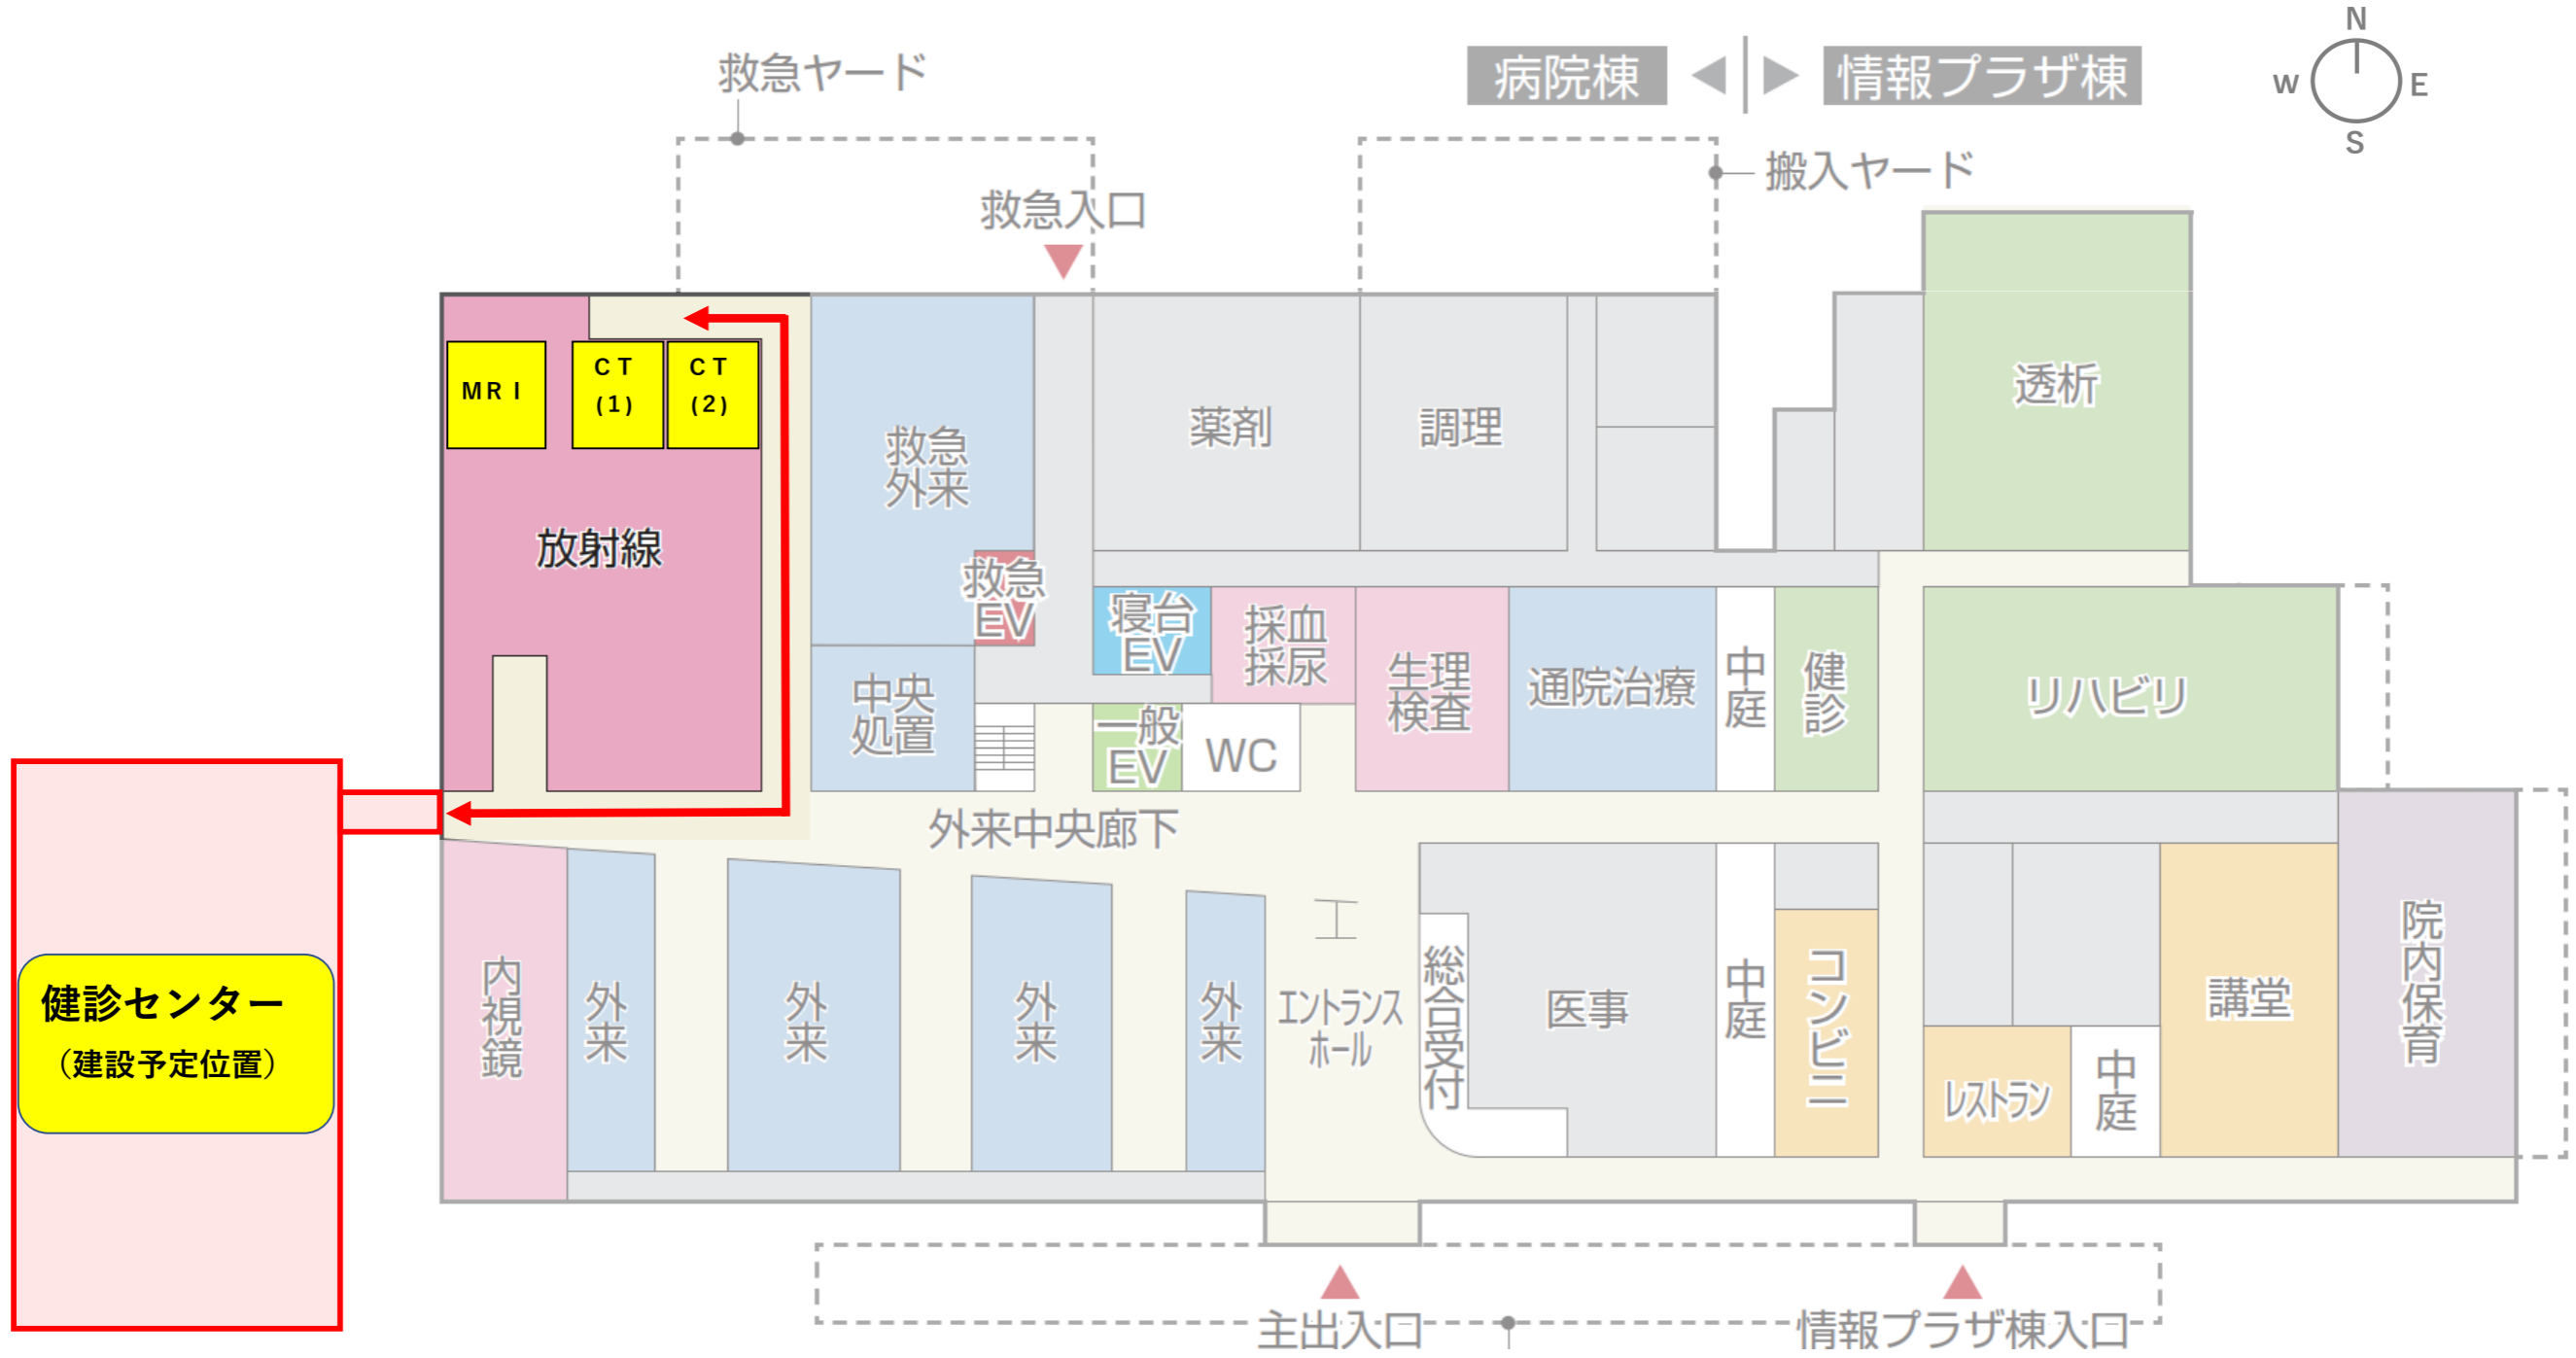 N
W
E
S
病院棟
情報プラザ棟
救急ヤード
搬入ヤード
救急入口
MRI
CT
(1)
CT
(2)
放射線
救急
外来
薬剤
調理
透析
救急
EV
寝台
EV
採血
採尿
生理
検査
通院治療
中庭
健診
リハビリ
中央
処置
一般
EV
WC
外来中央廊下
健診センター
（建設予定位置）
内視鏡
外来
外来
外来
外来
エントランス
ホール
総合受付
医事
中庭
コンビニ
レストラン
中庭
講堂
院内保育
主出入口
情報プラザ棟入口